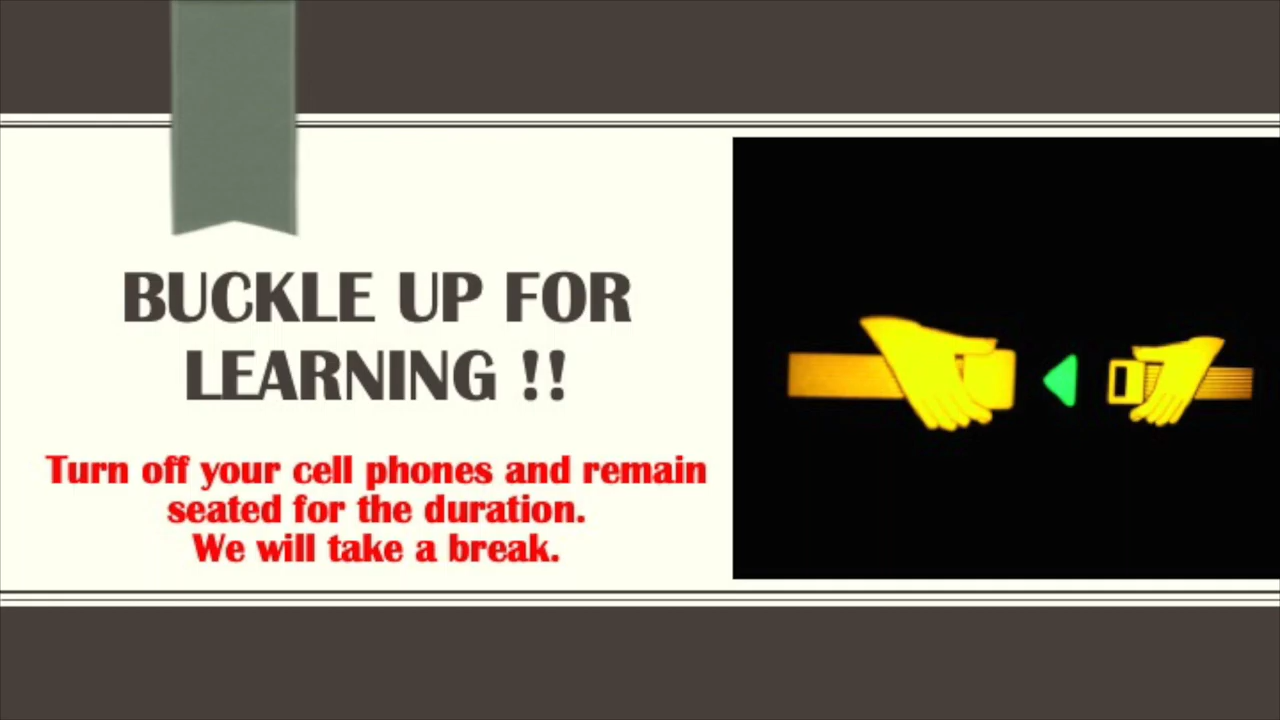 BUCKLE UP FOR
LEARNING !!
Turn off your cell phones and remain
seated for the duration.
We will take a break.